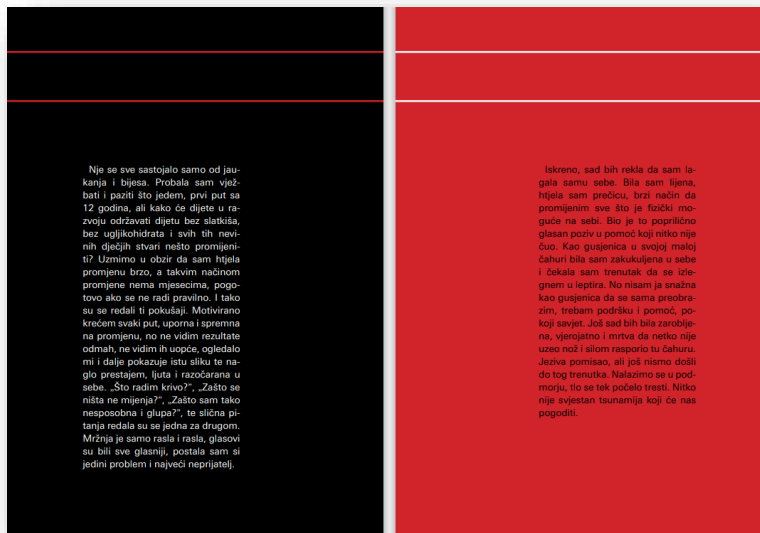 Nje se sve sastojalo samo od jau-
kanja i bijesa. Probala sam vjež-
bati i paziti što jedem, prvi put sa
12 godina, ali kako će dijete u ra-
zvoju održavati dijetu bez slatkiša,
bez ugljikohidrata i svih tih nevi-
nih dječjih stvari nešto promijeni-
ti? Uzmimo u obzir da sam htjela
promjenu brzo, a takvim načinom
promjene nema mjesecima, pogo-
tovo ako se ne radi pravilno. I tako
su se redali ti pokušaji. Motivirano
krećem svaki put, uporna i spremna
na promjenu, no ne vidim rezultate
odmah, ne vidim ih uopće, ogledalo
mi i dalje pokazuje istu sliku te na-
glo prestajem, ljuta i razočarana u
sebe. „Što radim krivo?”, „Zašto se
ništa ne mijenja?”, „Zašto sam tako
nesposobna i glupa?”, te slična pi-
tanja redala su se jedna za drugom.
Mržnja je samo rasla i rasla, glasovi
su bili sve glasniji, postala sam si
jedini problem i najveći neprijatelj.
Iskreno, sad bih rekla da sam la-
gala samu sebe. Bila sam lijena,
htjela sam prečicu, brzi način da
promijenim sve što je fizički mo-
guće na sebi. Bio je to poprilično
glasan poziv u pomoć koji nitko nije
čuo. Kao gusjenica u svojoj maloj
čahuri bila sam zakukuljena u sebe
i čekala sam trenutak da se izle-
gnem u leptira. No nisam ja snažna
kao gusjenica da se sama preobra-
zim, trebam podršku i pomoć, po-
koji savjet. Još sad bih bila zaroblje-
na, vjerojatno i mrtva da netko nije
uzeo nož i silom rasporio tu čahuru.
Jeziva pomisao, ali još nismo došli
do tog trenutka. Nalazimo se u pod-
morju, tlo se tek počelo tresti. Nitko
nije svjestan tsunamija koji će nas
pogoditi.